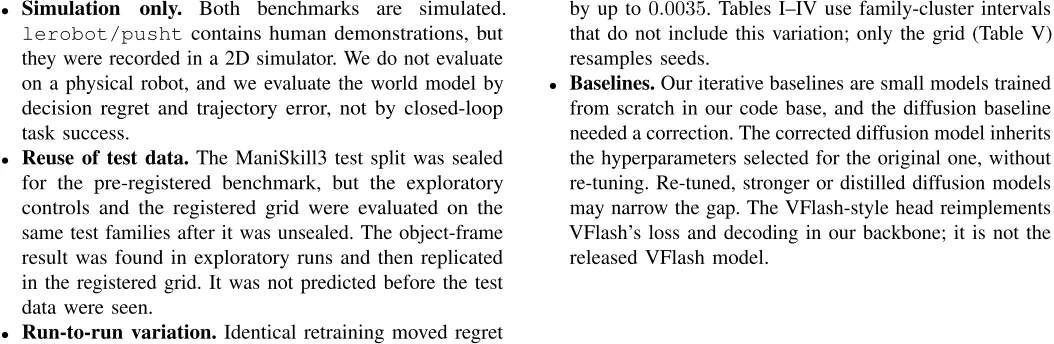 • Simulation only. Both benchmarks are simulated.
lerobot/pusht contains human demonstrations, but
they were recorded in a 2D simulator. We do not evaluate
on a physical robot, and we evaluate the world model by
decision regret and trajectory error, not by closed-loop
task success.
• Reuse of test data. The ManiSkill3 test split was sealed
for the pre-registered benchmark, but the exploratory
controls and the registered grid were evaluated on the
same test families after it was unsealed. The object-frame
result was found in exploratory runs and then replicated
in the registered grid. It was not predicted before the test
data were seen.
• Run-to-run variation. Identical retraining moved regret
by up to 0.0035. Tables I–IV use family-cluster intervals
that do not include this variation; only the grid (Table V)
resamples seeds.
• Baselines. Our iterative baselines are small models trained
from scratch in our code base, and the diffusion baseline
needed a correction. The corrected diffusion model inherits
the hyperparameters selected for the original one, without
re-tuning. Re-tuned, stronger or distilled diffusion models
may narrow the gap. The VFlash-style head reimplements
VFlash's loss and decoding in our backbone; it is not the
released VFlash model.